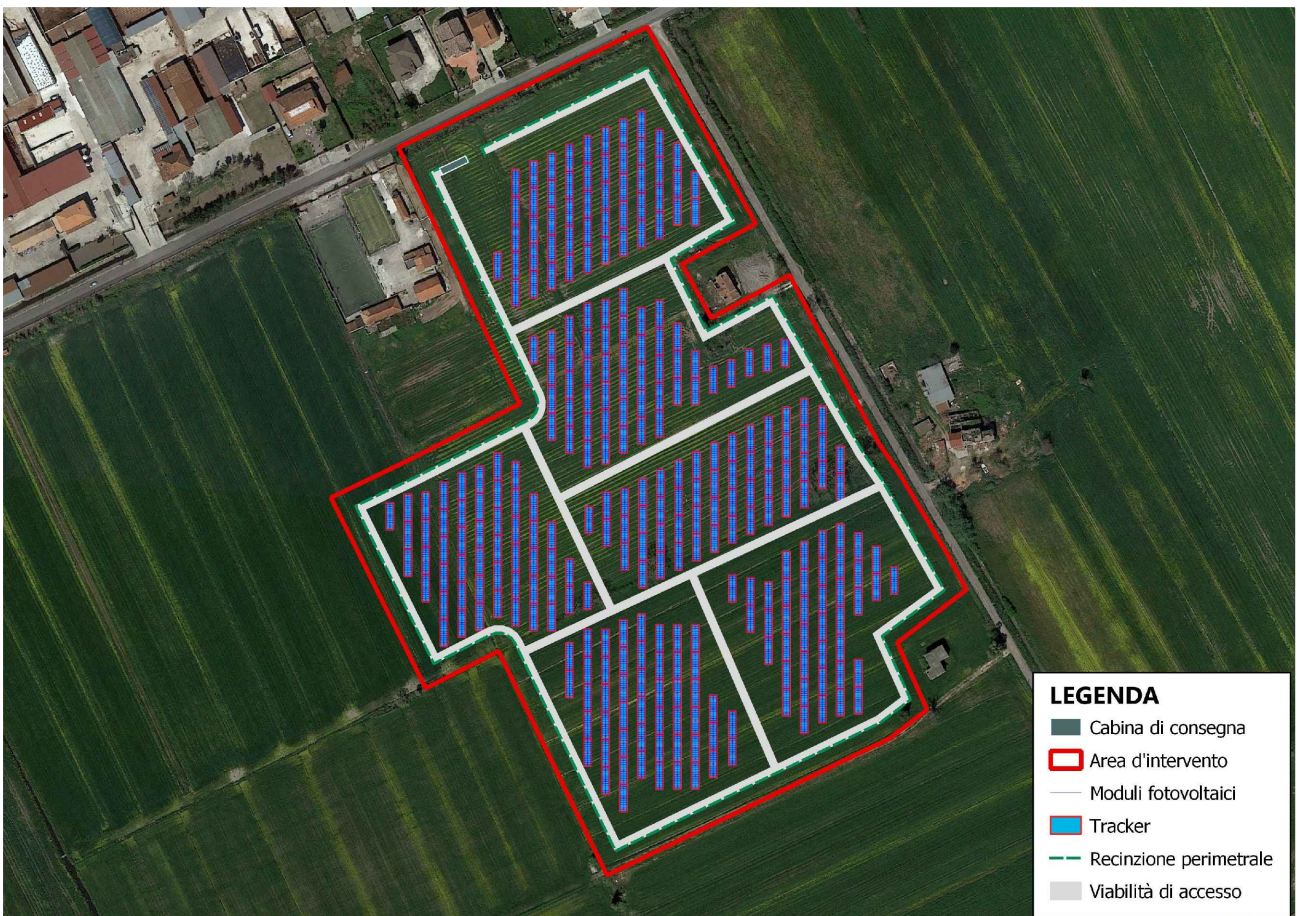 LEGENDA
Cabina di consegna
Area d'intervento
Moduli fotovoltaici
Tracker
Recinzione perimetrale
Viabilità di accesso